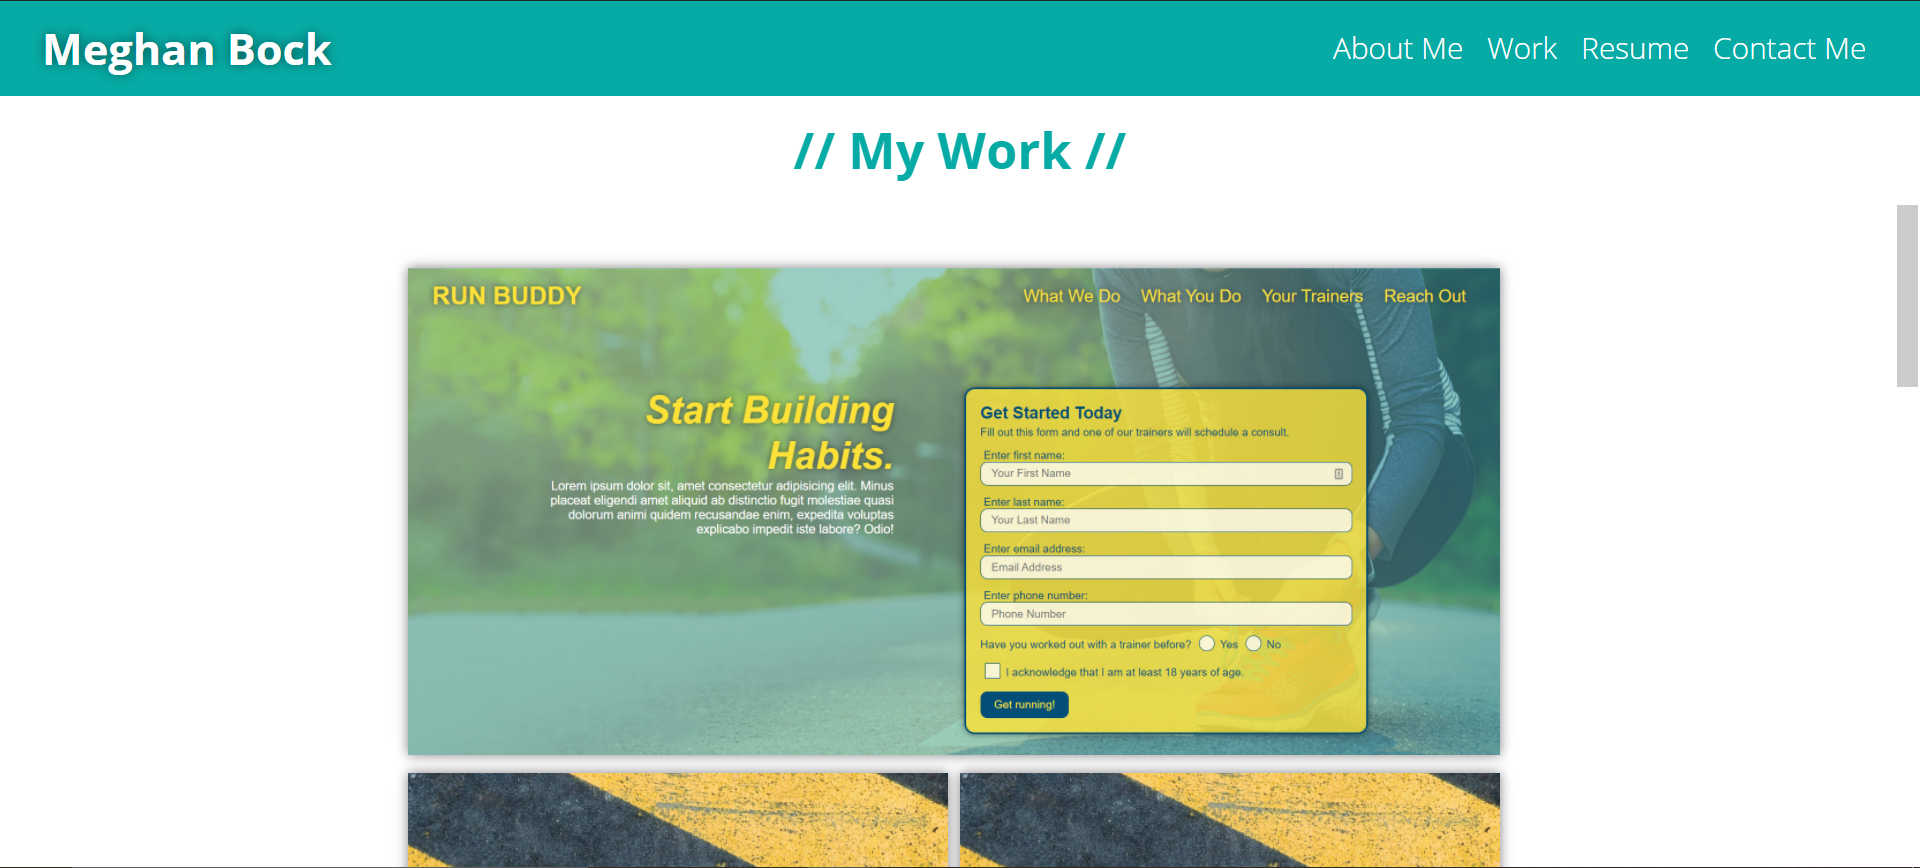 Meghan Bock
About Me Work Resume Contact Me
// My Work //
RUN BUDDY
What We Do What You Do Your Trainers Reach Out
Start Building
Habits.
Lorem ipsum dolor sit, amet consectetur adipisicing elit. Minus
placeat eligendi amet aliquid ab distinctio fugit molestiae quasi
dolorum animi quidem recusandae enim, expedita voluptas
explicabo impedit iste labore? Odio!
Get Started Today
Fill out this form and one of our trainers will schedule a consult.
Enter first name:
Your First Name
Enter last name:
Your Last Name
Enter email address:
Email Address
Enter phone number:
Phone Number
Have you worked out with a trainer before? Yes No
I acknowledge that I am at least 18 years of age.
Get running!